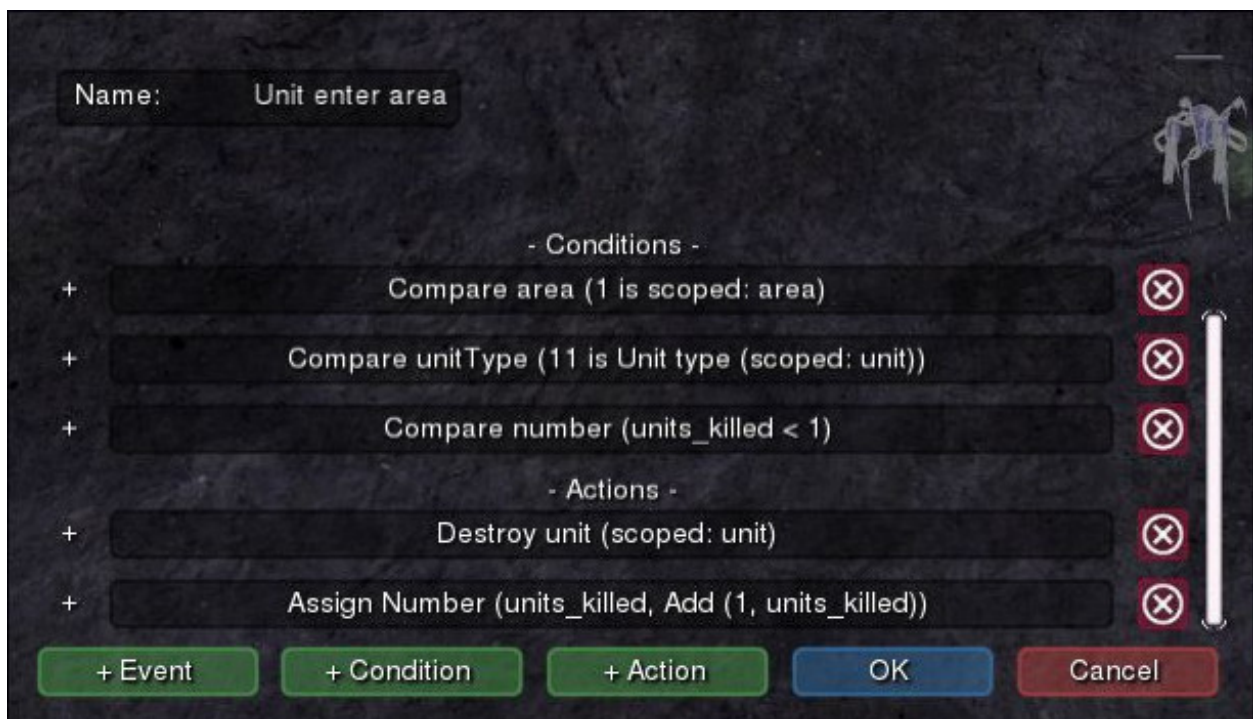 Name: Unit enter area
- Conditions -
+ Compare area (1 is scoped: area)
+ Compare unitType (11 is Unit type (scoped: unit))
+ Compare number (units_killed < 1)
- Actions -
+ Destroy unit (scoped: unit)
+ Assign Number (units_killed, Add (1, units_killed))
+ Event + Condition + Action OK Cancel